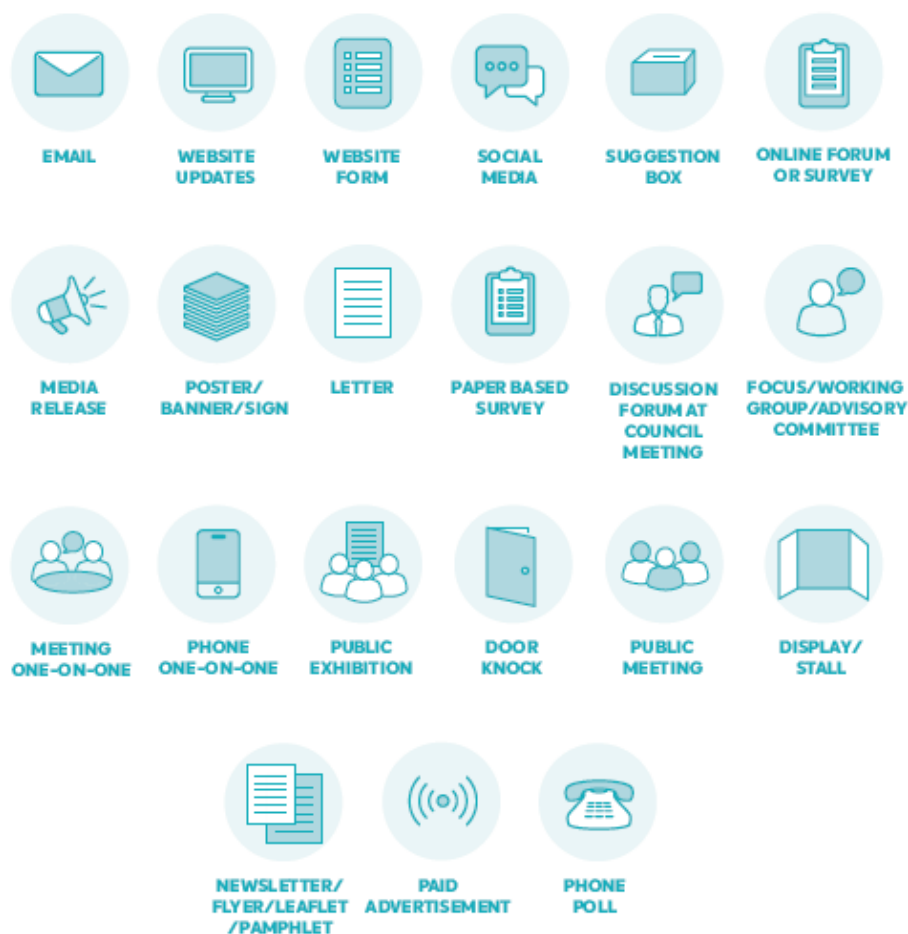 EMAIL
WEBSITE
UPDATES
WEBSITE
FORM
SOCIAL
MEDIA
SUGGESTION
BOX
ONLINE FORUM
OR SURVEY
MEDIA
RELEASE
POSTER/
BANNER/SIGN
LETTER
PAPER BASED
SURVEY
DISCUSSION
FORUM AT
COUNCIL
MEETING
FOCUS/WORKING
GROUP/ADVISORY
COMMITTEE
MEETING
ONE-ON-ONE
PHONE
ONE-ON-ONE
PUBLIC
EXHIBITION
DOOR
KNOCK
PUBLIC
MEETING
DISPLAY/
STALL
NEWSLETTER/
FLYER/LEAFLET
/PAMPHLET
PAID
ADVERTISEMENT
PHONE
POLL